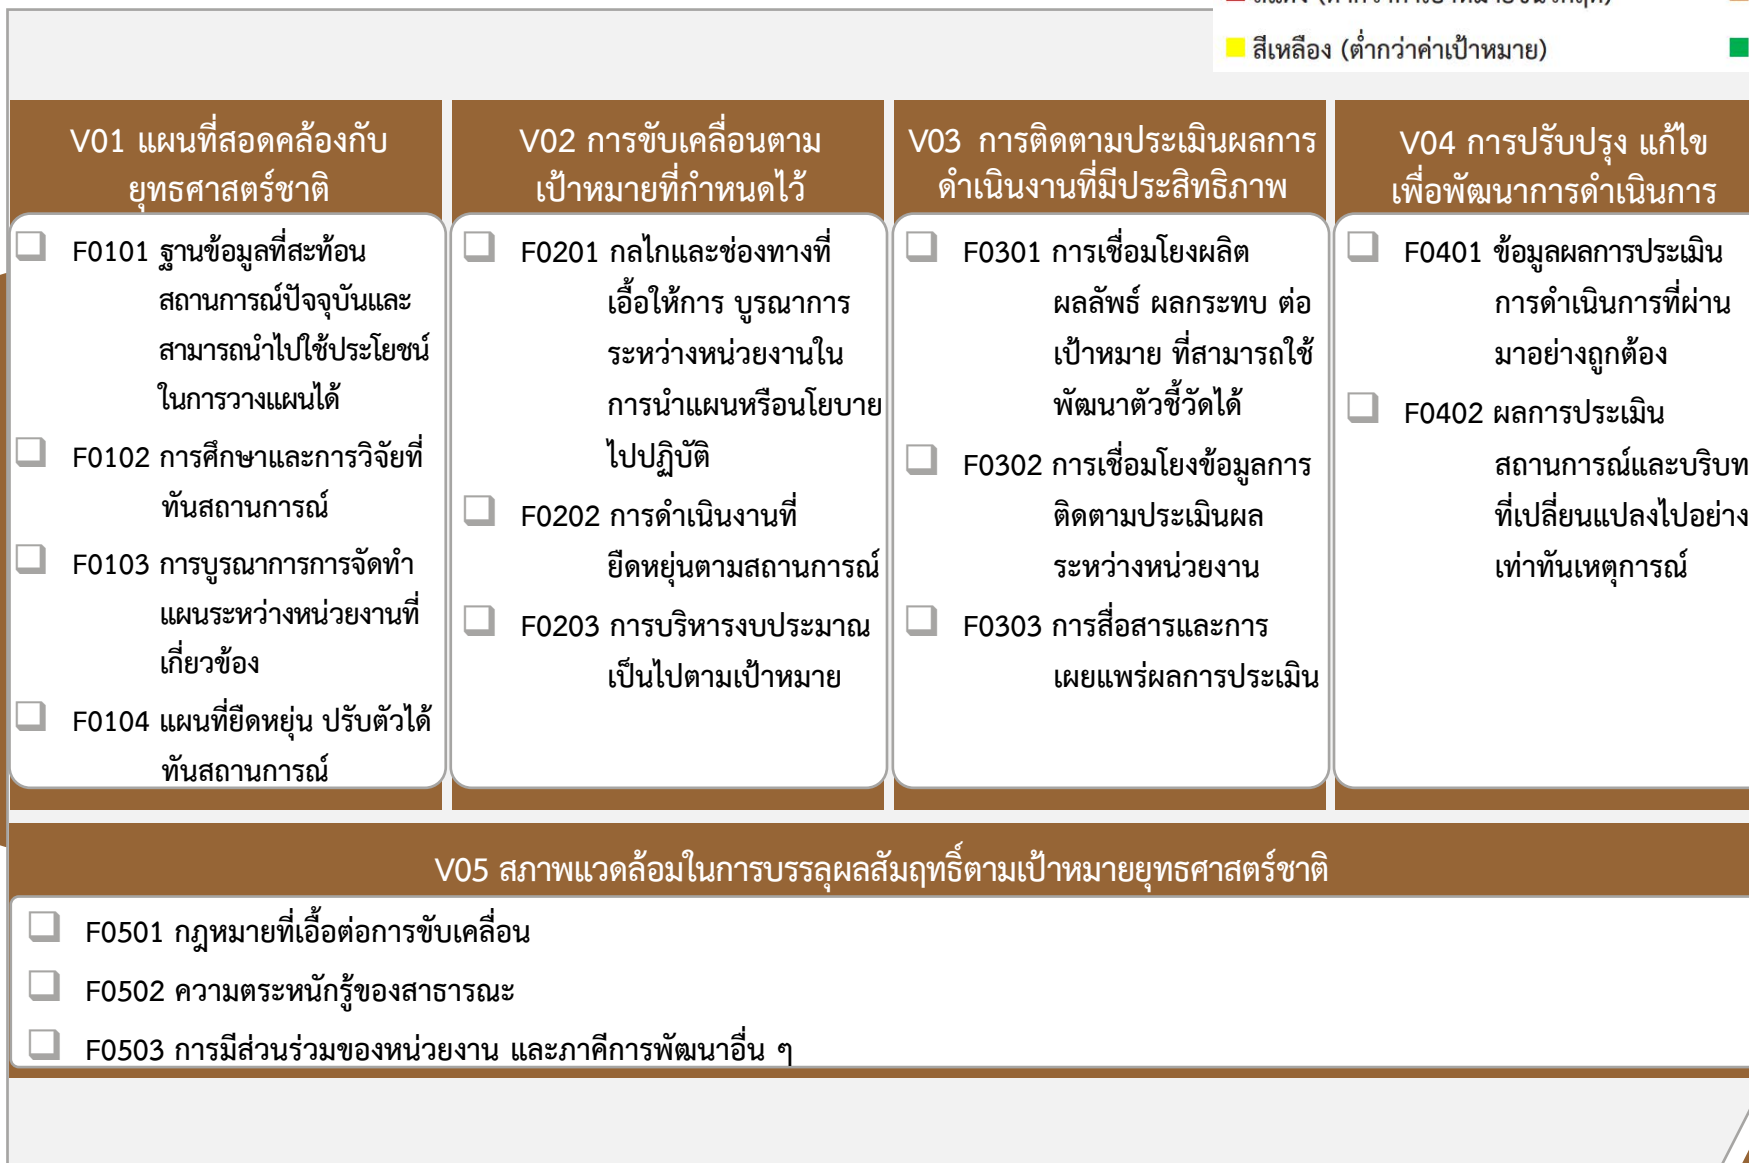 สีเหลือง (ต่ำกว่าค่าเป้าหมาย)
V01 แผนที่สอดคล้องกับ
ยุทธศาสตร์ชาติ
F0101 ฐานข้อมูลที่สะท้อน
สถานการณ์ปัจจุบันและ
สามารถนำไปใช้ประโยชน์
ในการวางแผนได้
F0102 การศึกษาและการวิจัยที่
ทันสถานการณ์
F0103 การบูรณาการการจัดทำ
แผนระหว่างหน่วยงานที่
เกี่ยวข้อง
F0104 แผนที่ยืดหยุ่น ปรับตัวได้
ทันสถานการณ์
V02 การขับเคลื่อนตาม
เป้าหมายที่กำหนดไว้
F0201 กลไกและช่องทางที่
เอื้อให้การ บูรณาการ
ระหว่างหน่วยงานใน
การนำแผนหรือนโยบาย
ไปปฏิบัติ
F0202 การดำเนินงานที่
ยืดหยุ่นตามสถานการณ์
F0203 การบริหารงบประมาณ
เป็นไปตามเป้าหมาย
V03 การติดตามประเมินผลการ
ดำเนินงานที่มีประสิทธิภาพ
F0301 การเชื่อมโยงผลิต
ผลลัพธ์ ผลกระทบ ต่อ
เป้าหมาย ที่สามารถใช้
พัฒนาตัวชี้วัดได้
F0302 การเชื่อมโยงข้อมูลการ
ติดตามประเมินผล
ระหว่างหน่วยงาน
F0303 การสื่อสารและการ
เผยแพร่ผลการประเมิน
V04 การปรับปรุง แก้ไข
เพื่อพัฒนาการดำเนินการ
F0401 ข้อมูลผลการประเมิน
การดำเนินการที่ผ่าน
มาอย่างถูกต้อง
F0402 ผลการประเมิน
สถานการณ์และบริบท
ที่เปลี่ยนแปลงไปอย่าง
เท่าทันเหตุการณ์
V05 สภาพแวดล้อมในการบรรลุผลสัมฤทธิ์ตามเป้าหมายยุทธศาสตร์ชาติ
F0501 กฎหมายที่เอื้อต่อการขับเคลื่อน
F0502 ความตระหนักรู้ของสาธารณะ
F0503 การมีส่วนร่วมของหน่วยงาน และภาคีการพัฒนาอื่น ๆ